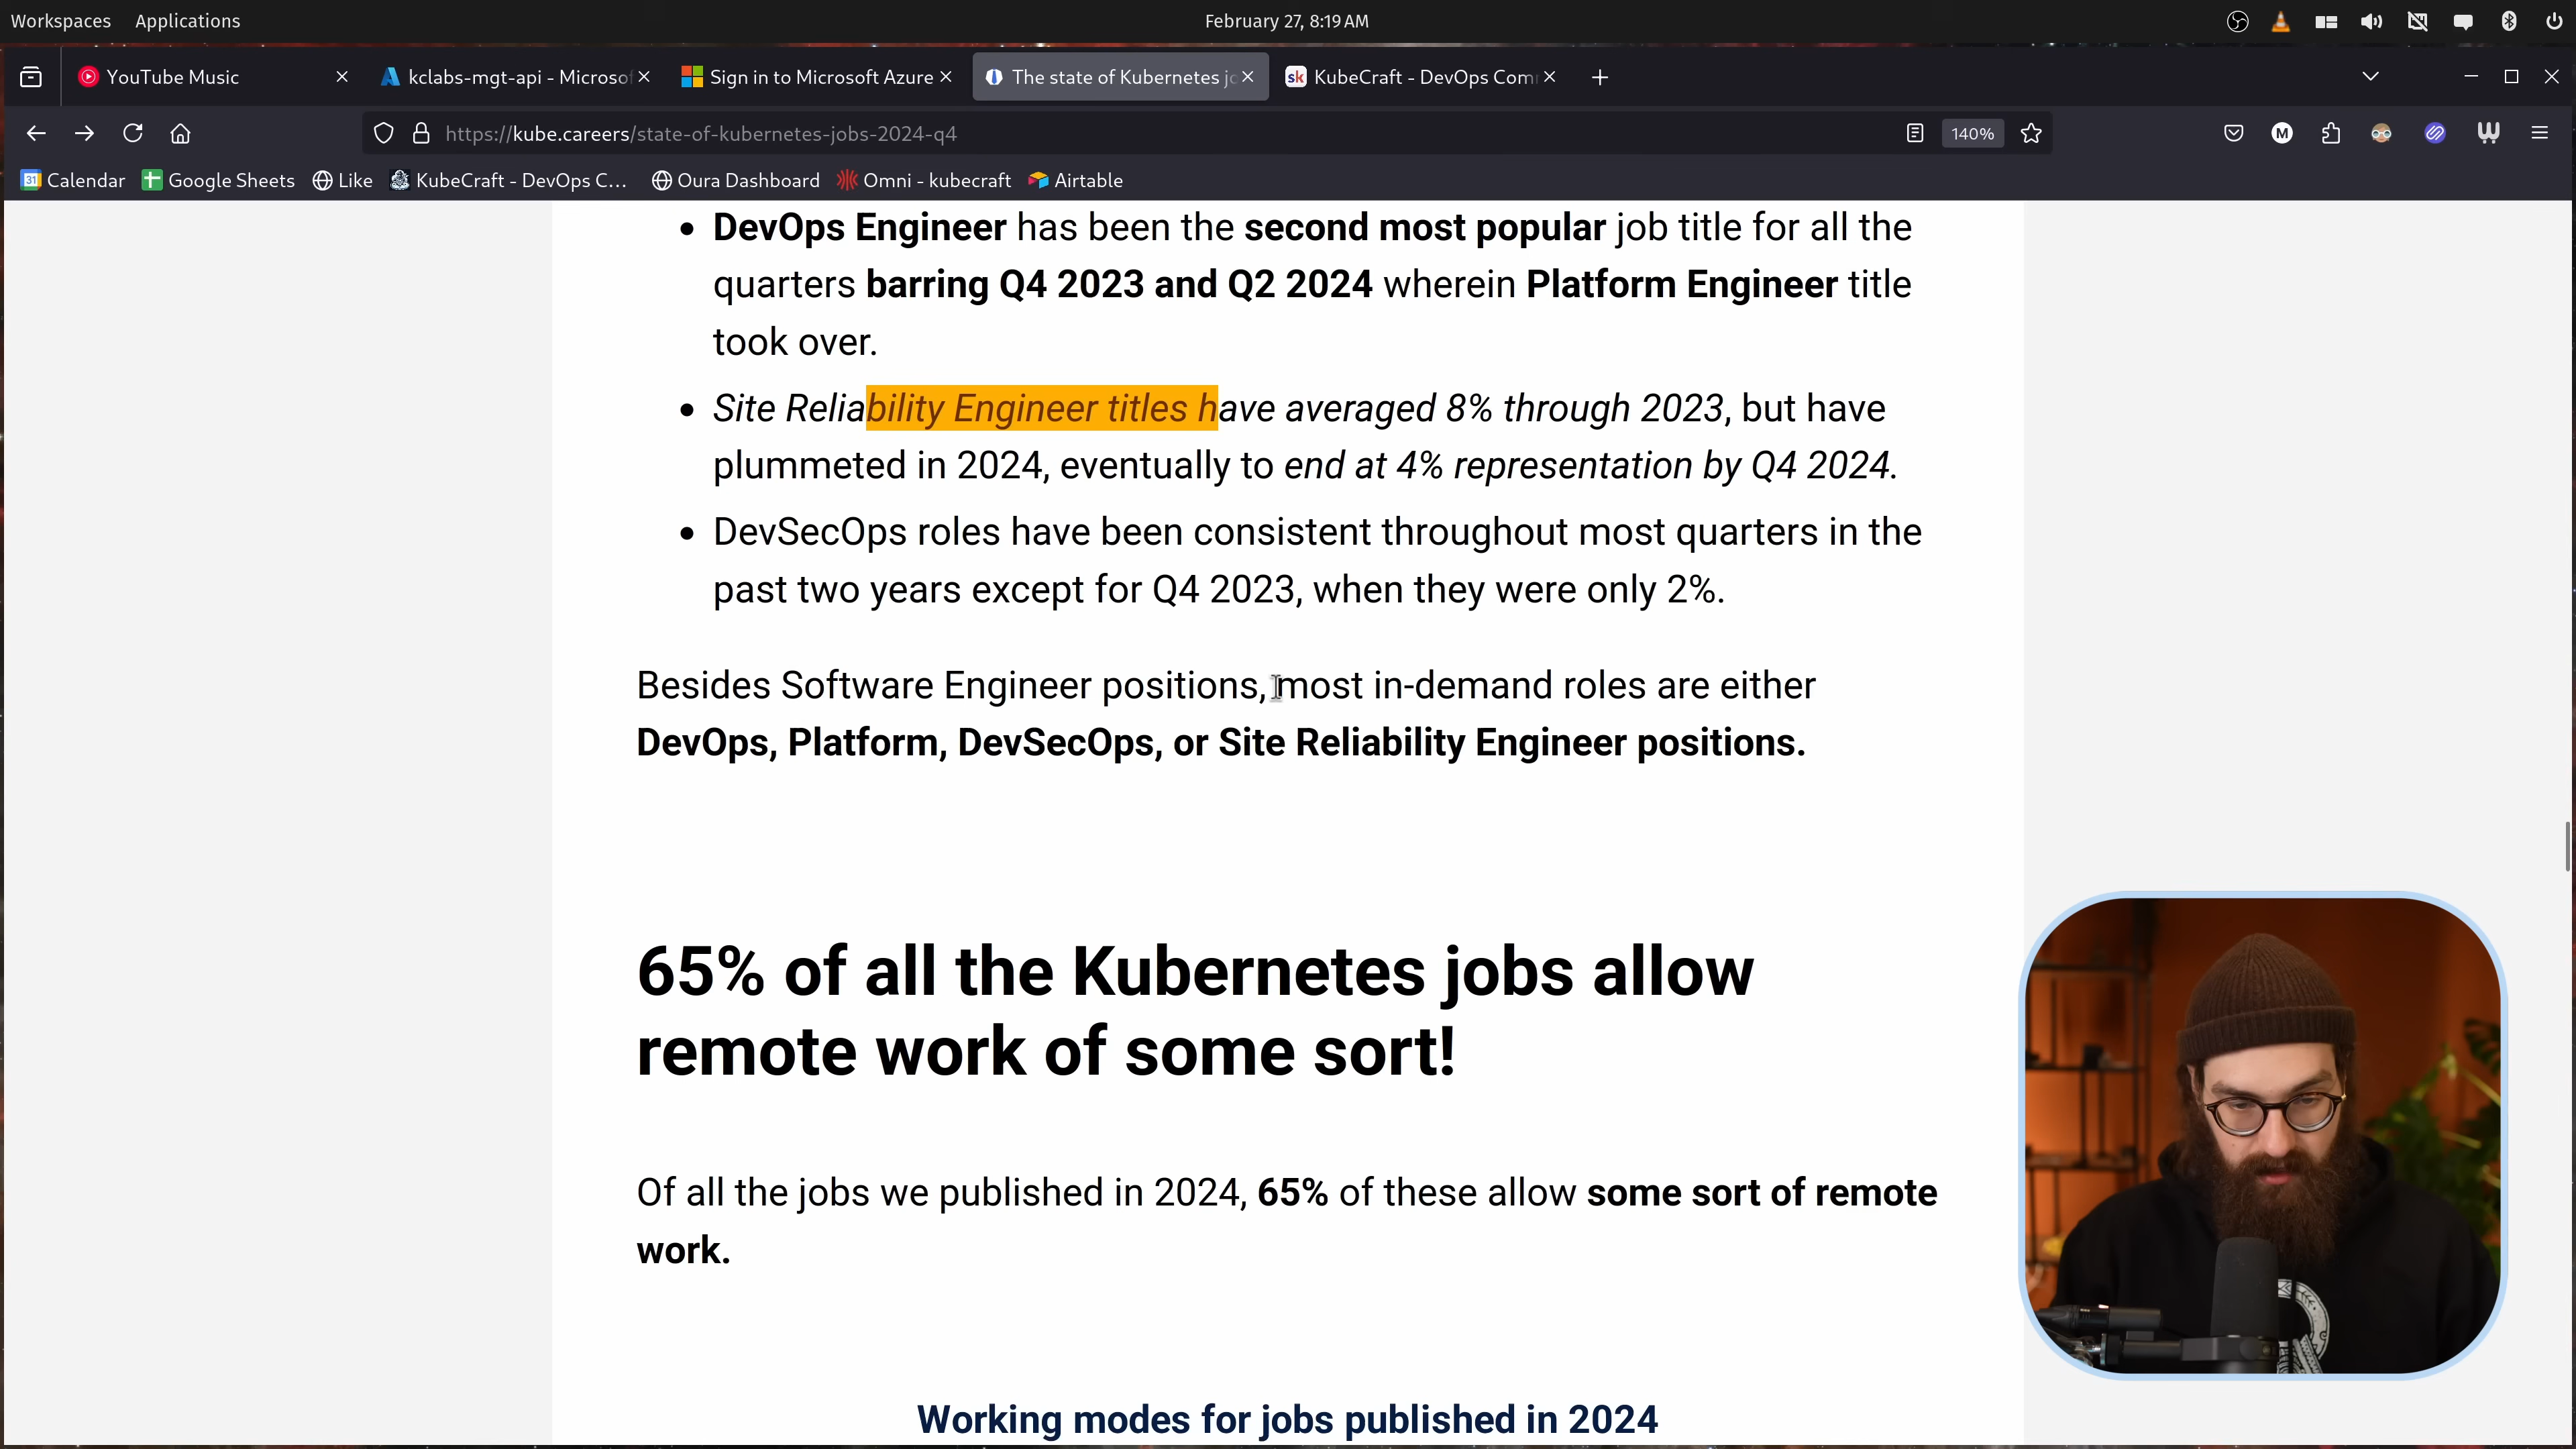 Workspaces Applications February 27, 8:19 AM
YouTube Music kclabs-mgt-api - Microsof Sign in to Microsoft Azure The state of Kubernetes jo sk KubeCraft - DevOps Com
https://kube.careers/state-of-kubernetes-jobs-2024-q4 140% M
31 Calendar Google Sheets Like KubeCraft - DevOps C... Oura Dashboard Omni - kubecraft Airtable
• DevOps Engineer has been the second most popular job title for all the
quarters barring Q4 2023 and Q2 2024 wherein Platform Engineer title
took over.
• Site Reliability Engineer titles have averaged 8% through 2023, but have
plummeted in 2024, eventually to end at 4% representation by Q4 2024.
• DevSecOps roles have been consistent throughout most quarters in the
past two years except for Q4 2023, when they were only 2%.
Besides Software Engineer positions, most in-demand roles are either
DevOps, Platform, DevSecOps, or Site Reliability Engineer positions.
65% of all the Kubernetes jobs allow
remote work of some sort!
Of all the jobs we published in 2024, 65% of these allow some sort of remote
work.
Working modes for jobs published in 2024